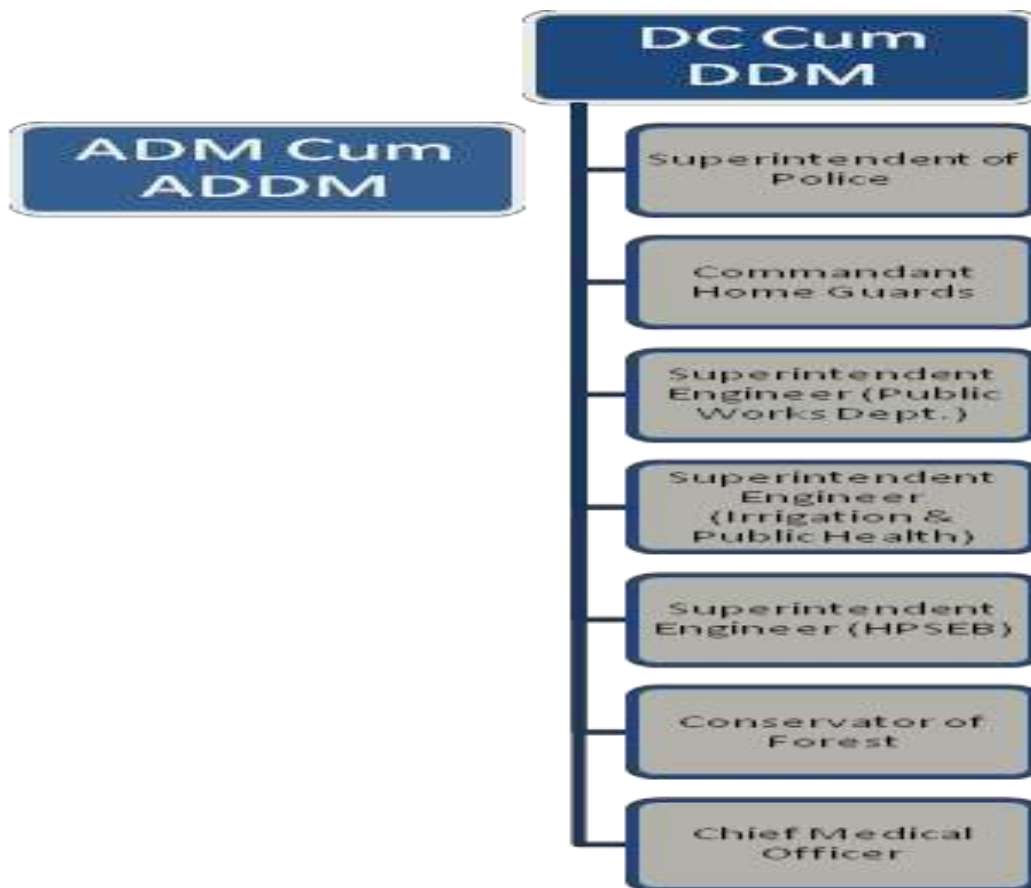 DC Cum
DDM
ADM Cum
ADDM
Superintendent of
Police
Commandant
Home Guards
Superintendent
Engineer (Public
Works Dept.)
Superintendent
Engineer
(Irrigation &
Public Health)
Superintendent
Engineer (HPSEB)
Conservator of
Forest
Chief Medical
Officer